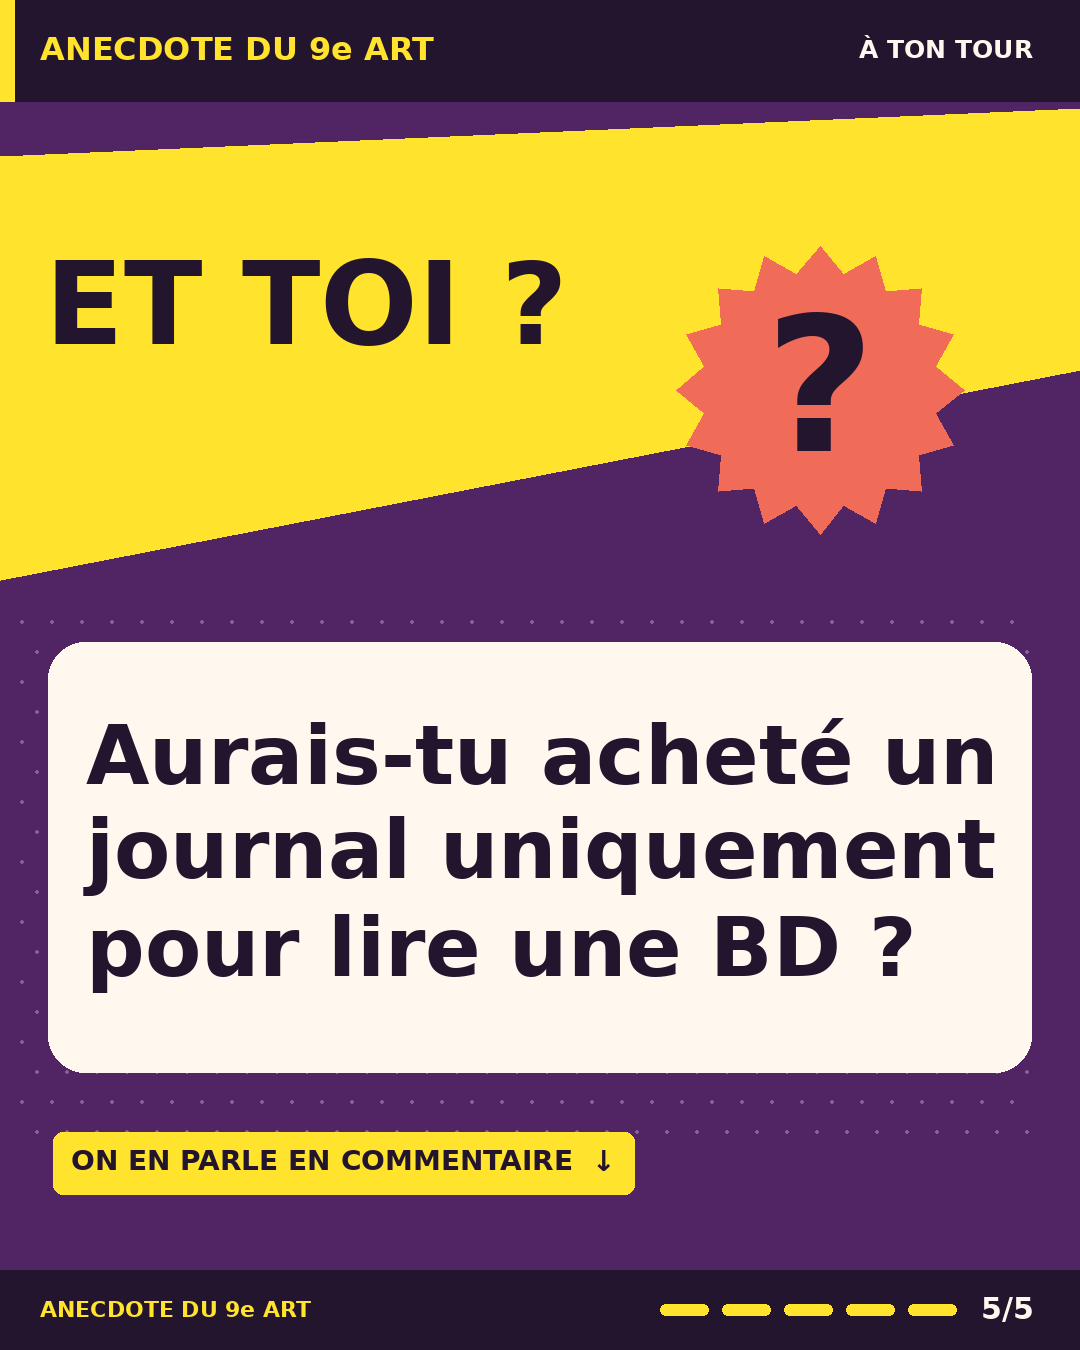 ANECDOTE DU 9e ART
À TON TOUR
ET TOI ?
?
Aurais-tu acheté un
journal uniquement
pour lire une BD ?
ON EN PARLE EN COMMENTAIRE ↓
ANECDOTE DU 9e ART
5/5